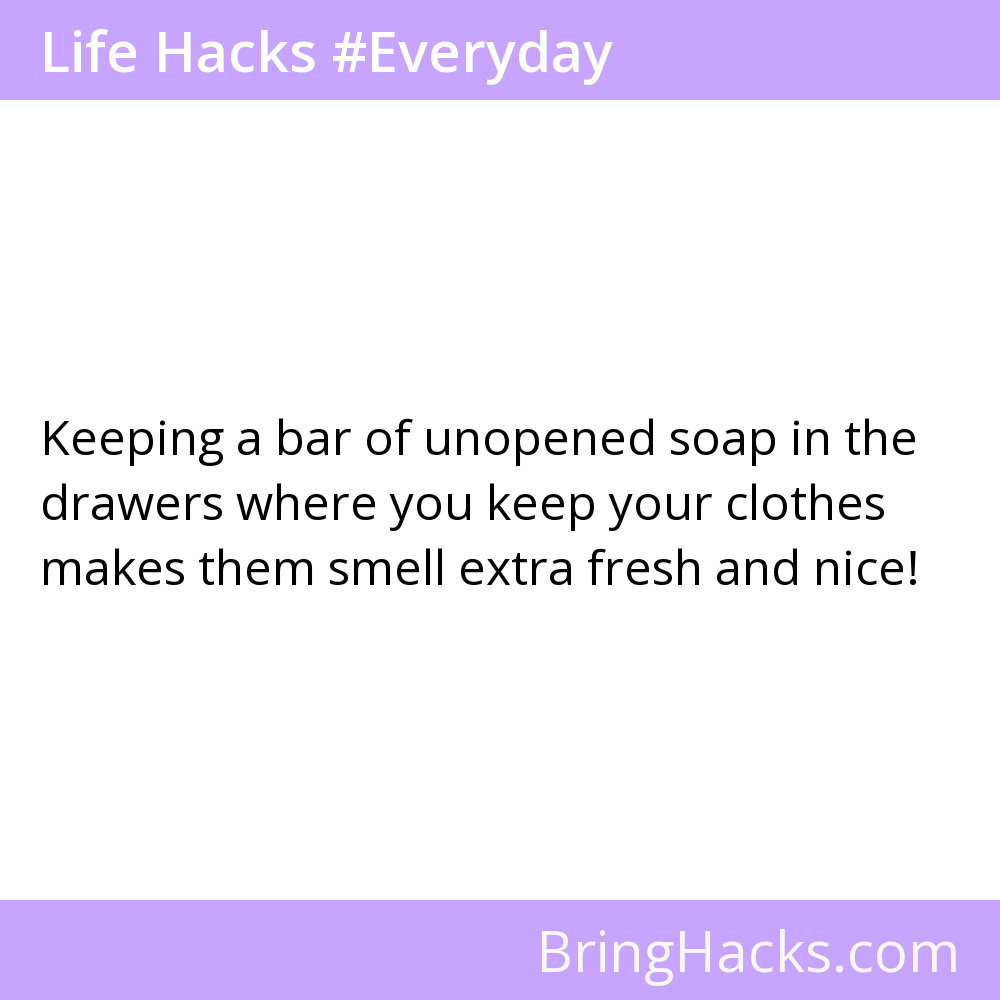 Life Hacks #Everyday
Keeping a bar of unopened soap in the
drawers where you keep your clothes
makes them smell extra fresh and nice!
BringHacks.com